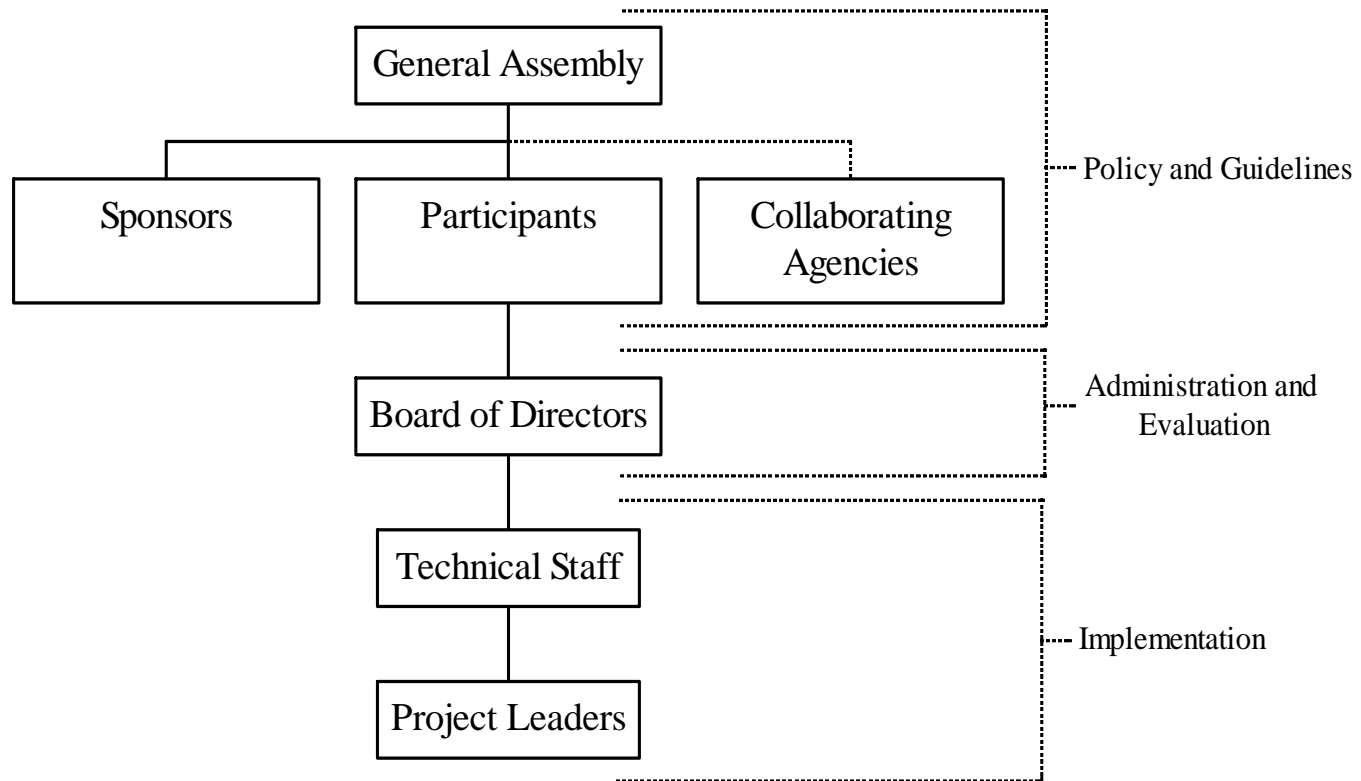 General Assembly
Sponsors
Participants
Collaborating
Agencies
Policy and Guidelines
Board of Directors
Administration and
Evaluation
Technical Staff
Implementation
Project Leaders